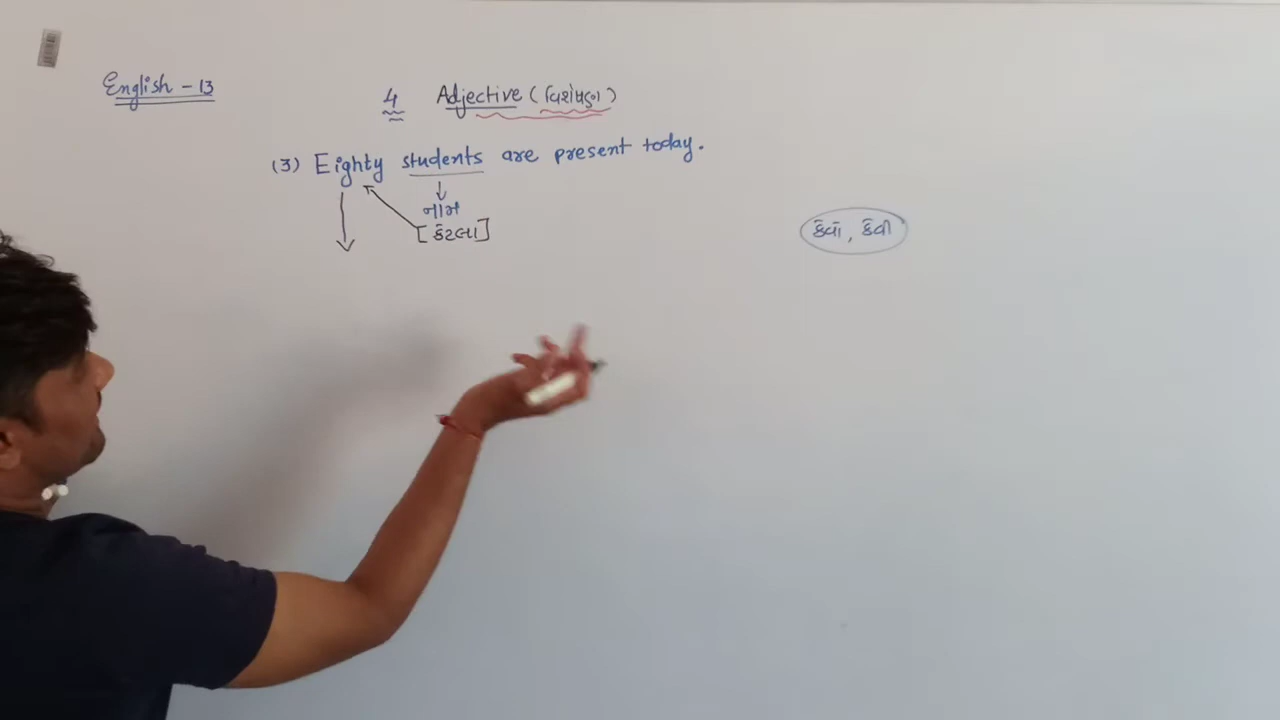 English - 13
4 Adjective (વિશેષણ)
(3) Eighty students are present today.
નામ
[કેટલા]
કેવો, કેવી